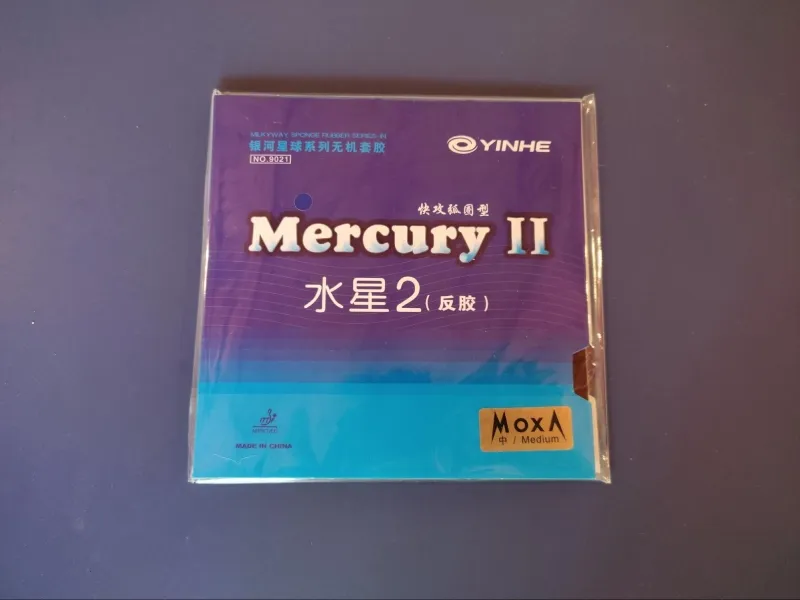 MILKYWAY SPONGE RUBBER SERIES-IN
银河星球系列无机套胶
NO.9021
YINHE
快攻弧圈型
Mercury II
水星2(反胶)
MADE IN CHINA
MOXA
中 / Medium